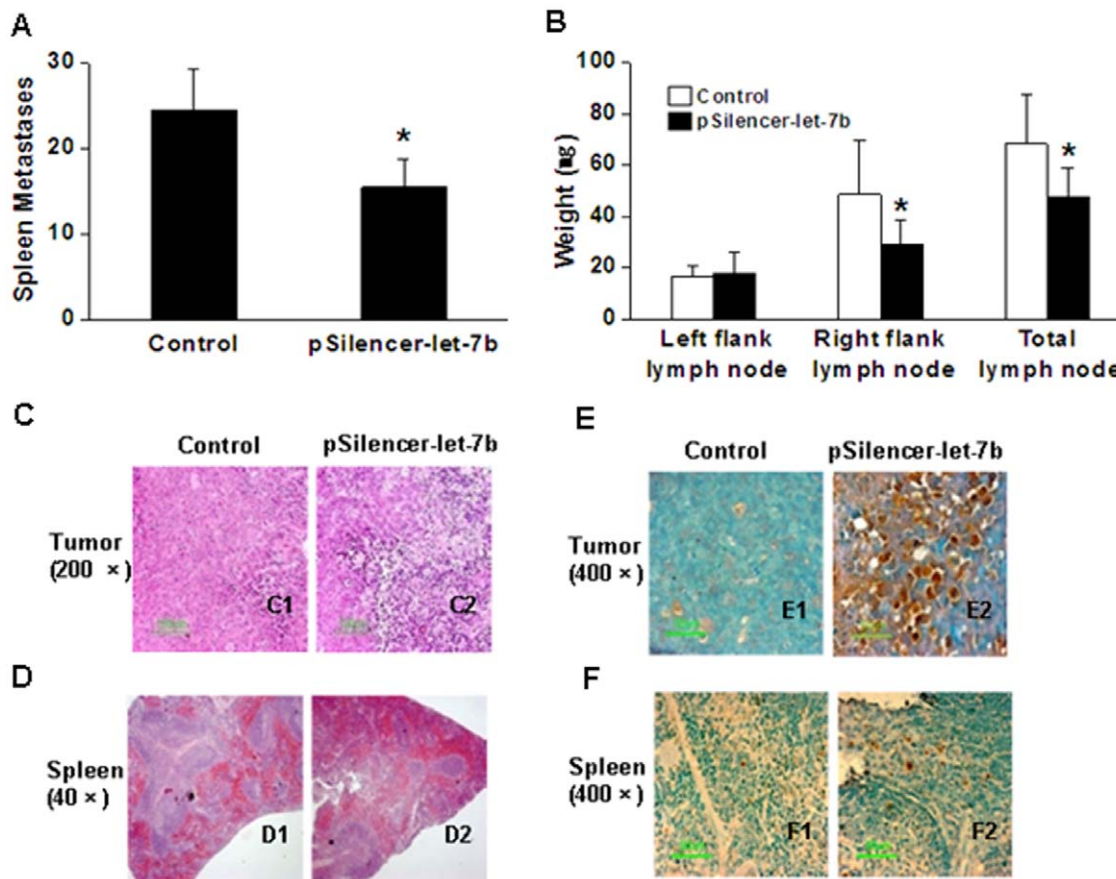 A
30
20
10
0
Spleen Metastases
*
Control
pSilencer-let-7b
B
100
80
60
40
20
0
Weight (㎎)
Control
pSilencer-let-7b
*
*
Left flank
lymph node
Right flank
lymph node
Total
lymph node
C
Control
pSilencer-let-7b
Tumor
(200 ×)
C1
C2
D
Spleen
(40 ×)
D1
D2
E
Control
pSilencer-let-7b
Tumor
(400 ×)
E1
E2
F
Spleen
(400 ×)
F1
F2